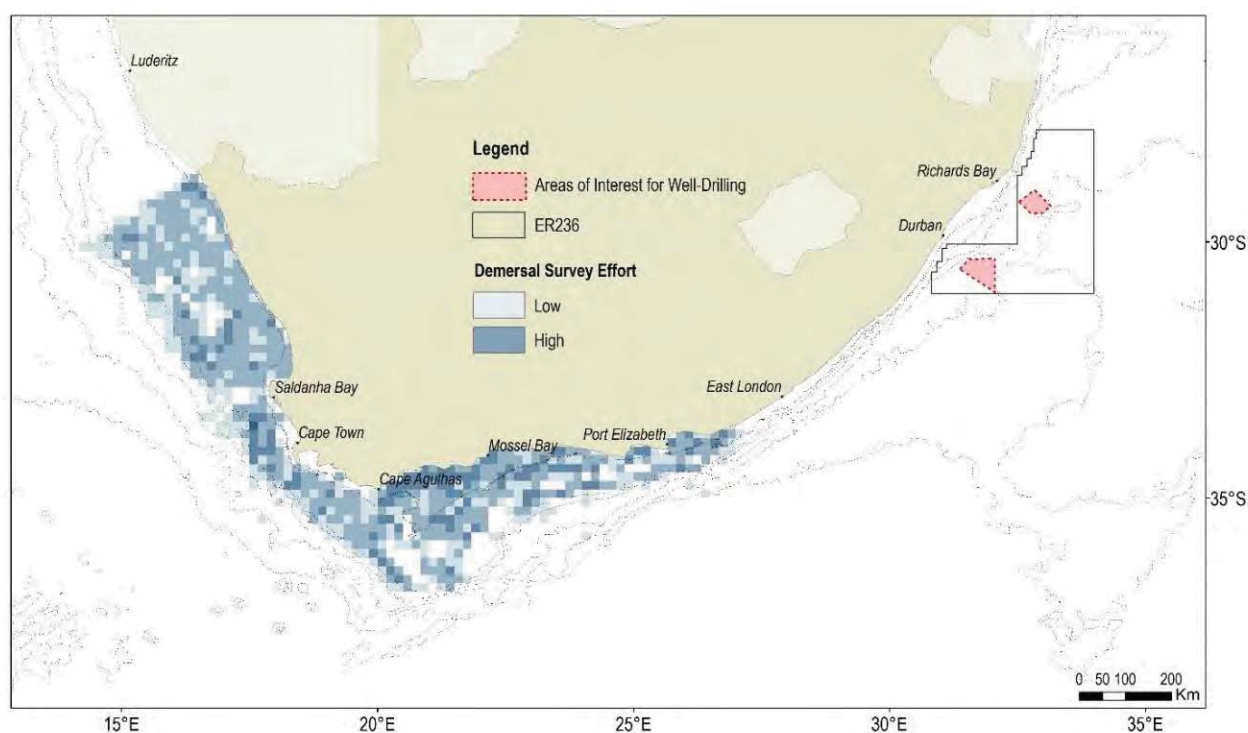 Luderitz
Legend
Areas of Interest for Well-Drilling
ER236
Demersal Survey Effort
Low
High
Richards Bay
Durban
30°S
Saldanha Bay
East London
Cape Town
Port Elizabeth
Mossel Bay
Cape Agulhas
35°S
0 50 100 200
Km
15°E 20°E 25°E 30°E 35°E